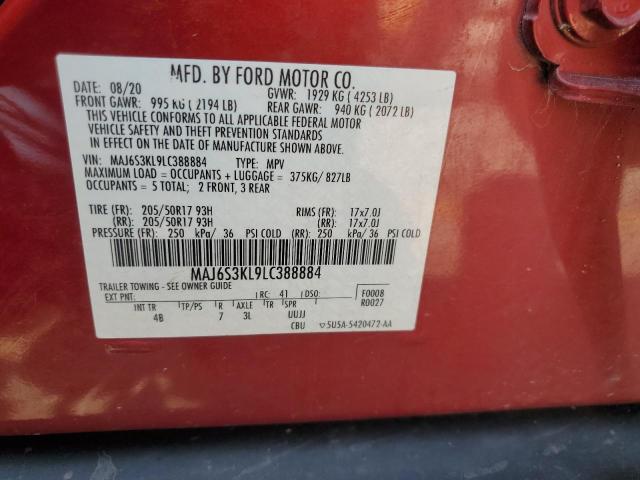 MFD. BY FORD MOTOR CO.
DATE: 08/20 GVWR: 1929 KG ( 4253 LB)
FRONT GAWR: 995 KG ( 2194 LB) REAR GAWR: 940 KG ( 2072 LB)
THIS VEHICLE CONFORMS TO ALL APPLICABLE FEDERAL MOTOR
VEHICLE SAFETY AND THEFT PREVENTION STANDARDS
IN EFFECT ON THE DATE OF MANUFACTURE SHOWN ABOVE.
VIN: MAJ6S3KL9LC388884 TYPE: MPV
MAXIMUM LOAD = OCCUPANTS + LUGGAGE = 375KG/ 827LB
OCCUPANTS = 5 TOTAL; 2 FRONT, 3 REAR
TIRE (FR): 205/50R17 93H RIMS (FR): 17x7.0J
(RR): 205/50R17 93H (RR): 17x7.0J
PRESSURE (FR): 250 kPa/ 36 PSI COLD (RR): 250 kPa/ 36 PSI COLD
MAJ6S3KL9LC388884
TRAILER TOWING - SEE OWNER GUIDE
EXT PNT: RC: 41 DSO: F0008
R0027
INT TR TP/PS R AXLE TR SPR
4B 7 3L UUJJ
CBU 5U5A-5420472-AA